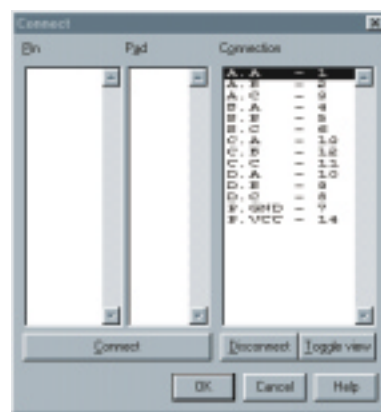 Connect
Pin
Pad
Connection
A.A - 1
A.B - 2
A.C - 3
B.A - 4
B.B - 5
B.C - 6
C.A - 13
C.B - 12
C.C - 11
D.A - 10
D.B - 9
D.C - 8
P.GND - 7
P.VCC - 14
Connect
Disconnect
Toggle view
OK
Cancel
Help